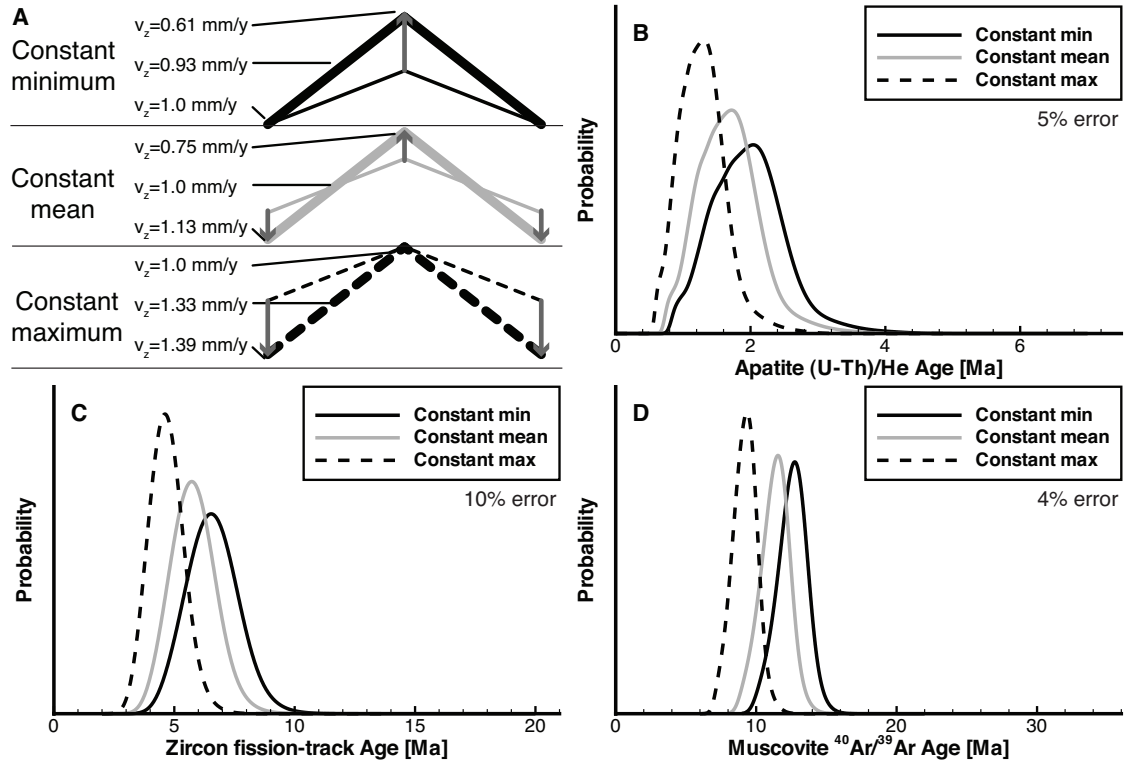 A
Constant
minimum
v_z=0.61 mm/y
v_z=0.93 mm/y
v_z=1.0 mm/y
Constant
mean
v_z=0.75 mm/y
v_z=1.0 mm/y
v_z=1.13 mm/y
Constant
maximum
v_z=1.0 mm/y
v_z=1.33 mm/y
v_z=1.39 mm/y
B
Constant min
Constant mean
Constant max
5% error
Probability
0 2 4 6
Apatite (U-Th)/He Age [Ma]
C
Constant min
Constant mean
Constant max
10% error
Probability
0 5 10 15 20
Zircon fission-track Age [Ma]
D
Constant min
Constant mean
Constant max
4% error
Probability
0 10 20 30
Muscovite ⁴⁰Ar/³⁹Ar Age [Ma]